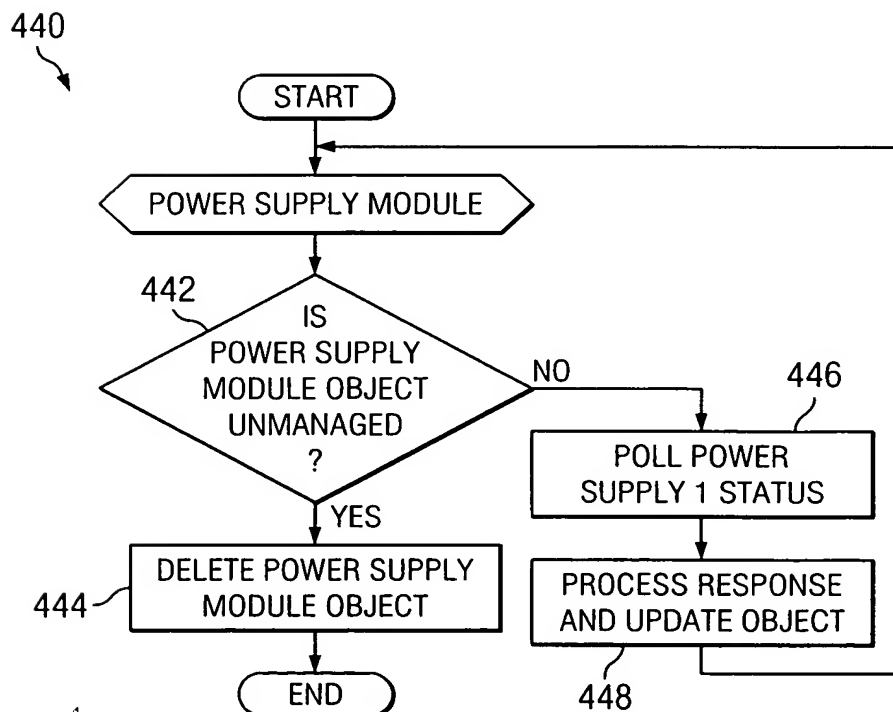 440
START
POWER SUPPLY MODULE
442
IS
POWER SUPPLY
MODULE OBJECT
UNMANAGED
?
NO
446
POLL POWER
SUPPLY 1 STATUS
YES
444
DELETE POWER SUPPLY
MODULE OBJECT
PROCESS RESPONSE
AND UPDATE OBJECT
448
END